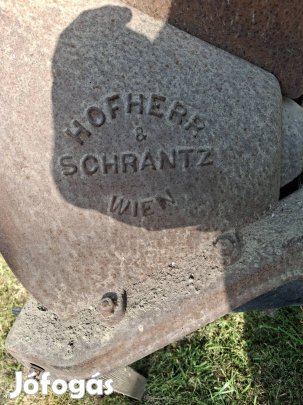 HOFHERR
&
SCHRANTZ
WIEN
Jófogás